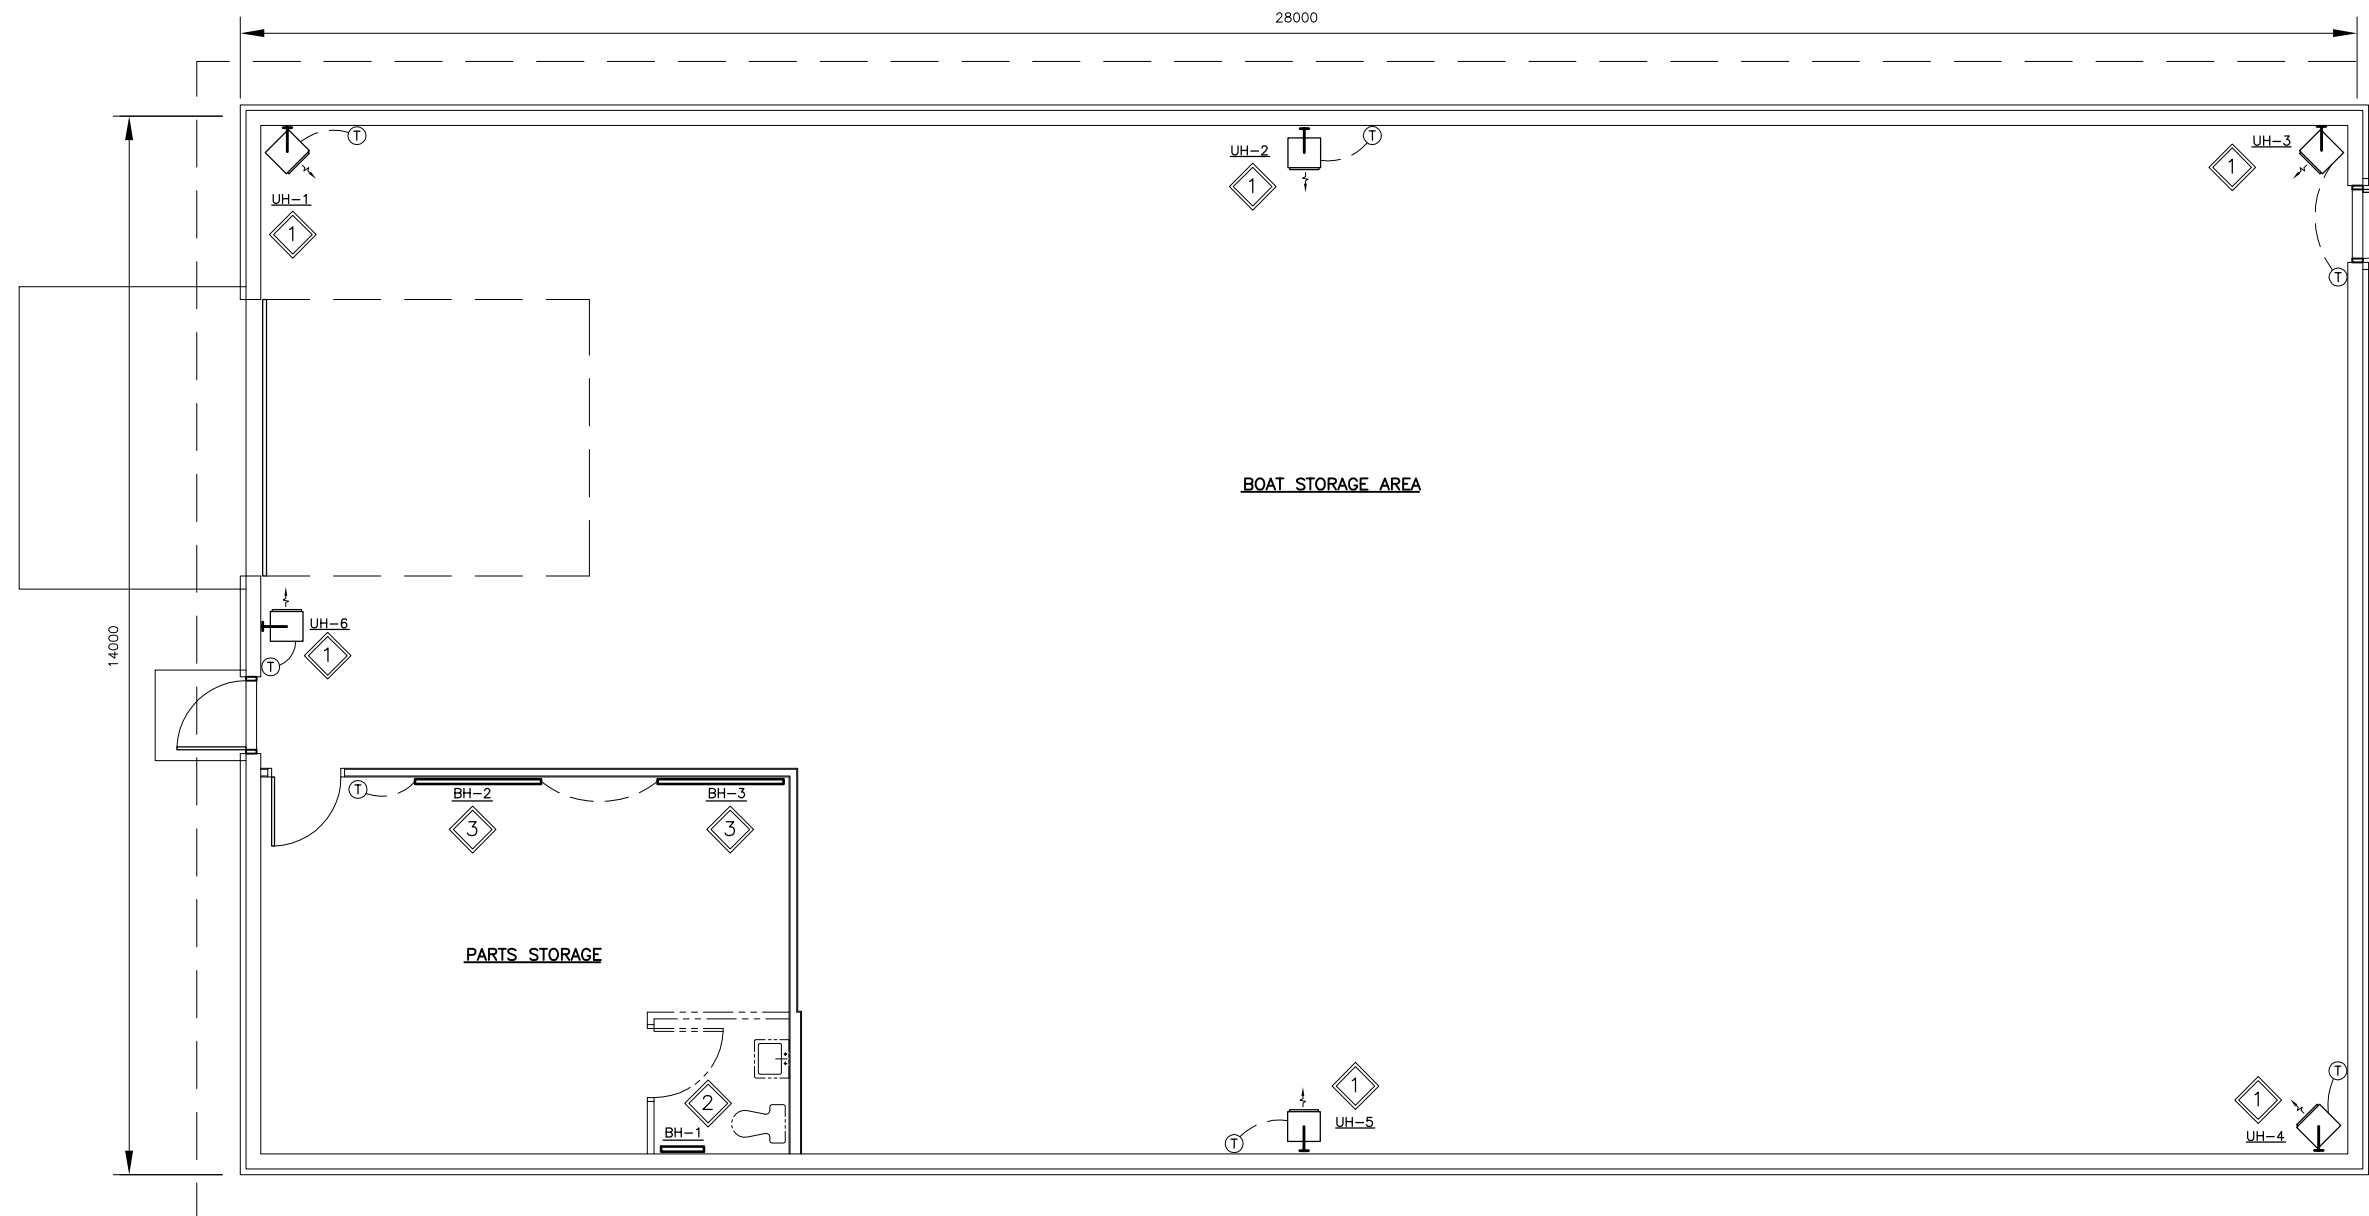 28000
T
T
UH-2
UH-3
1
1
UH-1
1
T
BOAT STORAGE AREA
14000
UH-6
1
T
T
BH-2
BH-3
3
3
PARTS STORAGE
1
T
2
1
UH-5
BH-1
UH-4
T